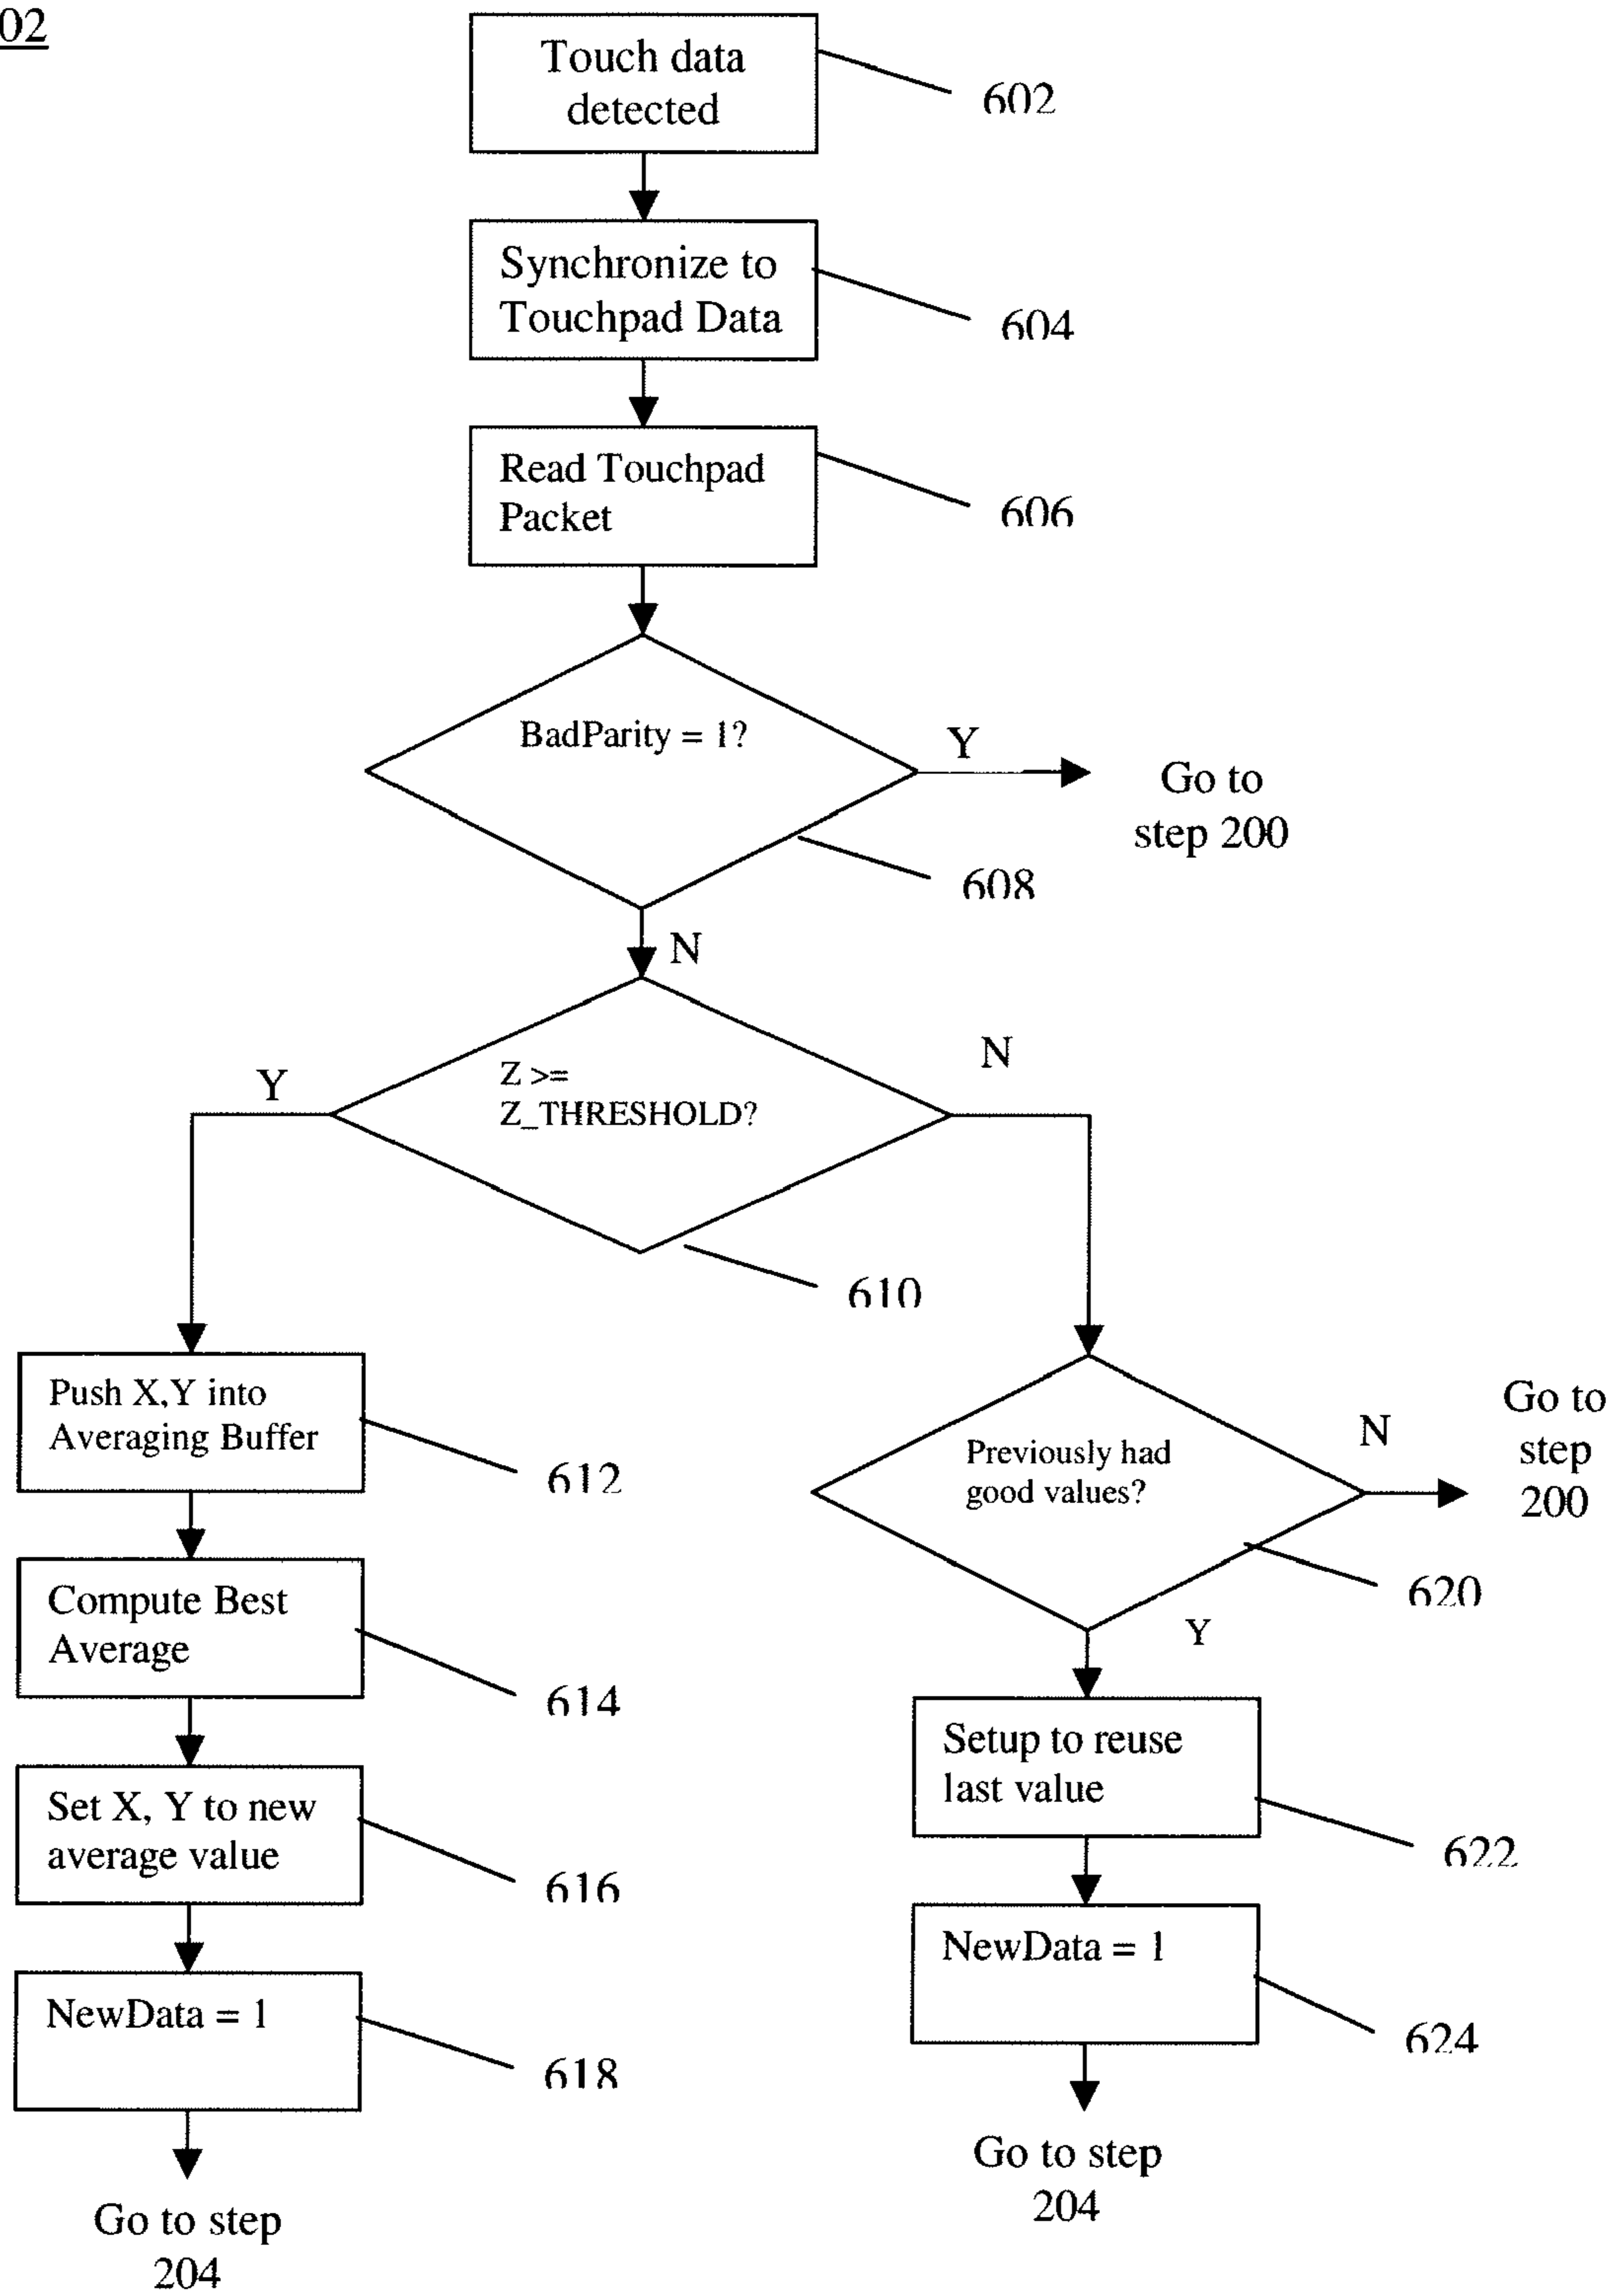 02
Touch data
detected
602
Synchronize to
Touchpad Data
604
Read Touchpad
Packet
606
BadParity = 1?
Y
Go to
step 200
608
N
Z >=
Z_THRESHOLD?
Y
N
610
Push X,Y into
Averaging Buffer
612
Compute Best
Average
614
Set X, Y to new
average value
616
NewData = 1
618
Go to step
204
Previously had
good values?
N
Go to
step
200
620
Y
Setup to reuse
last value
622
NewData = 1
624
Go to step
204